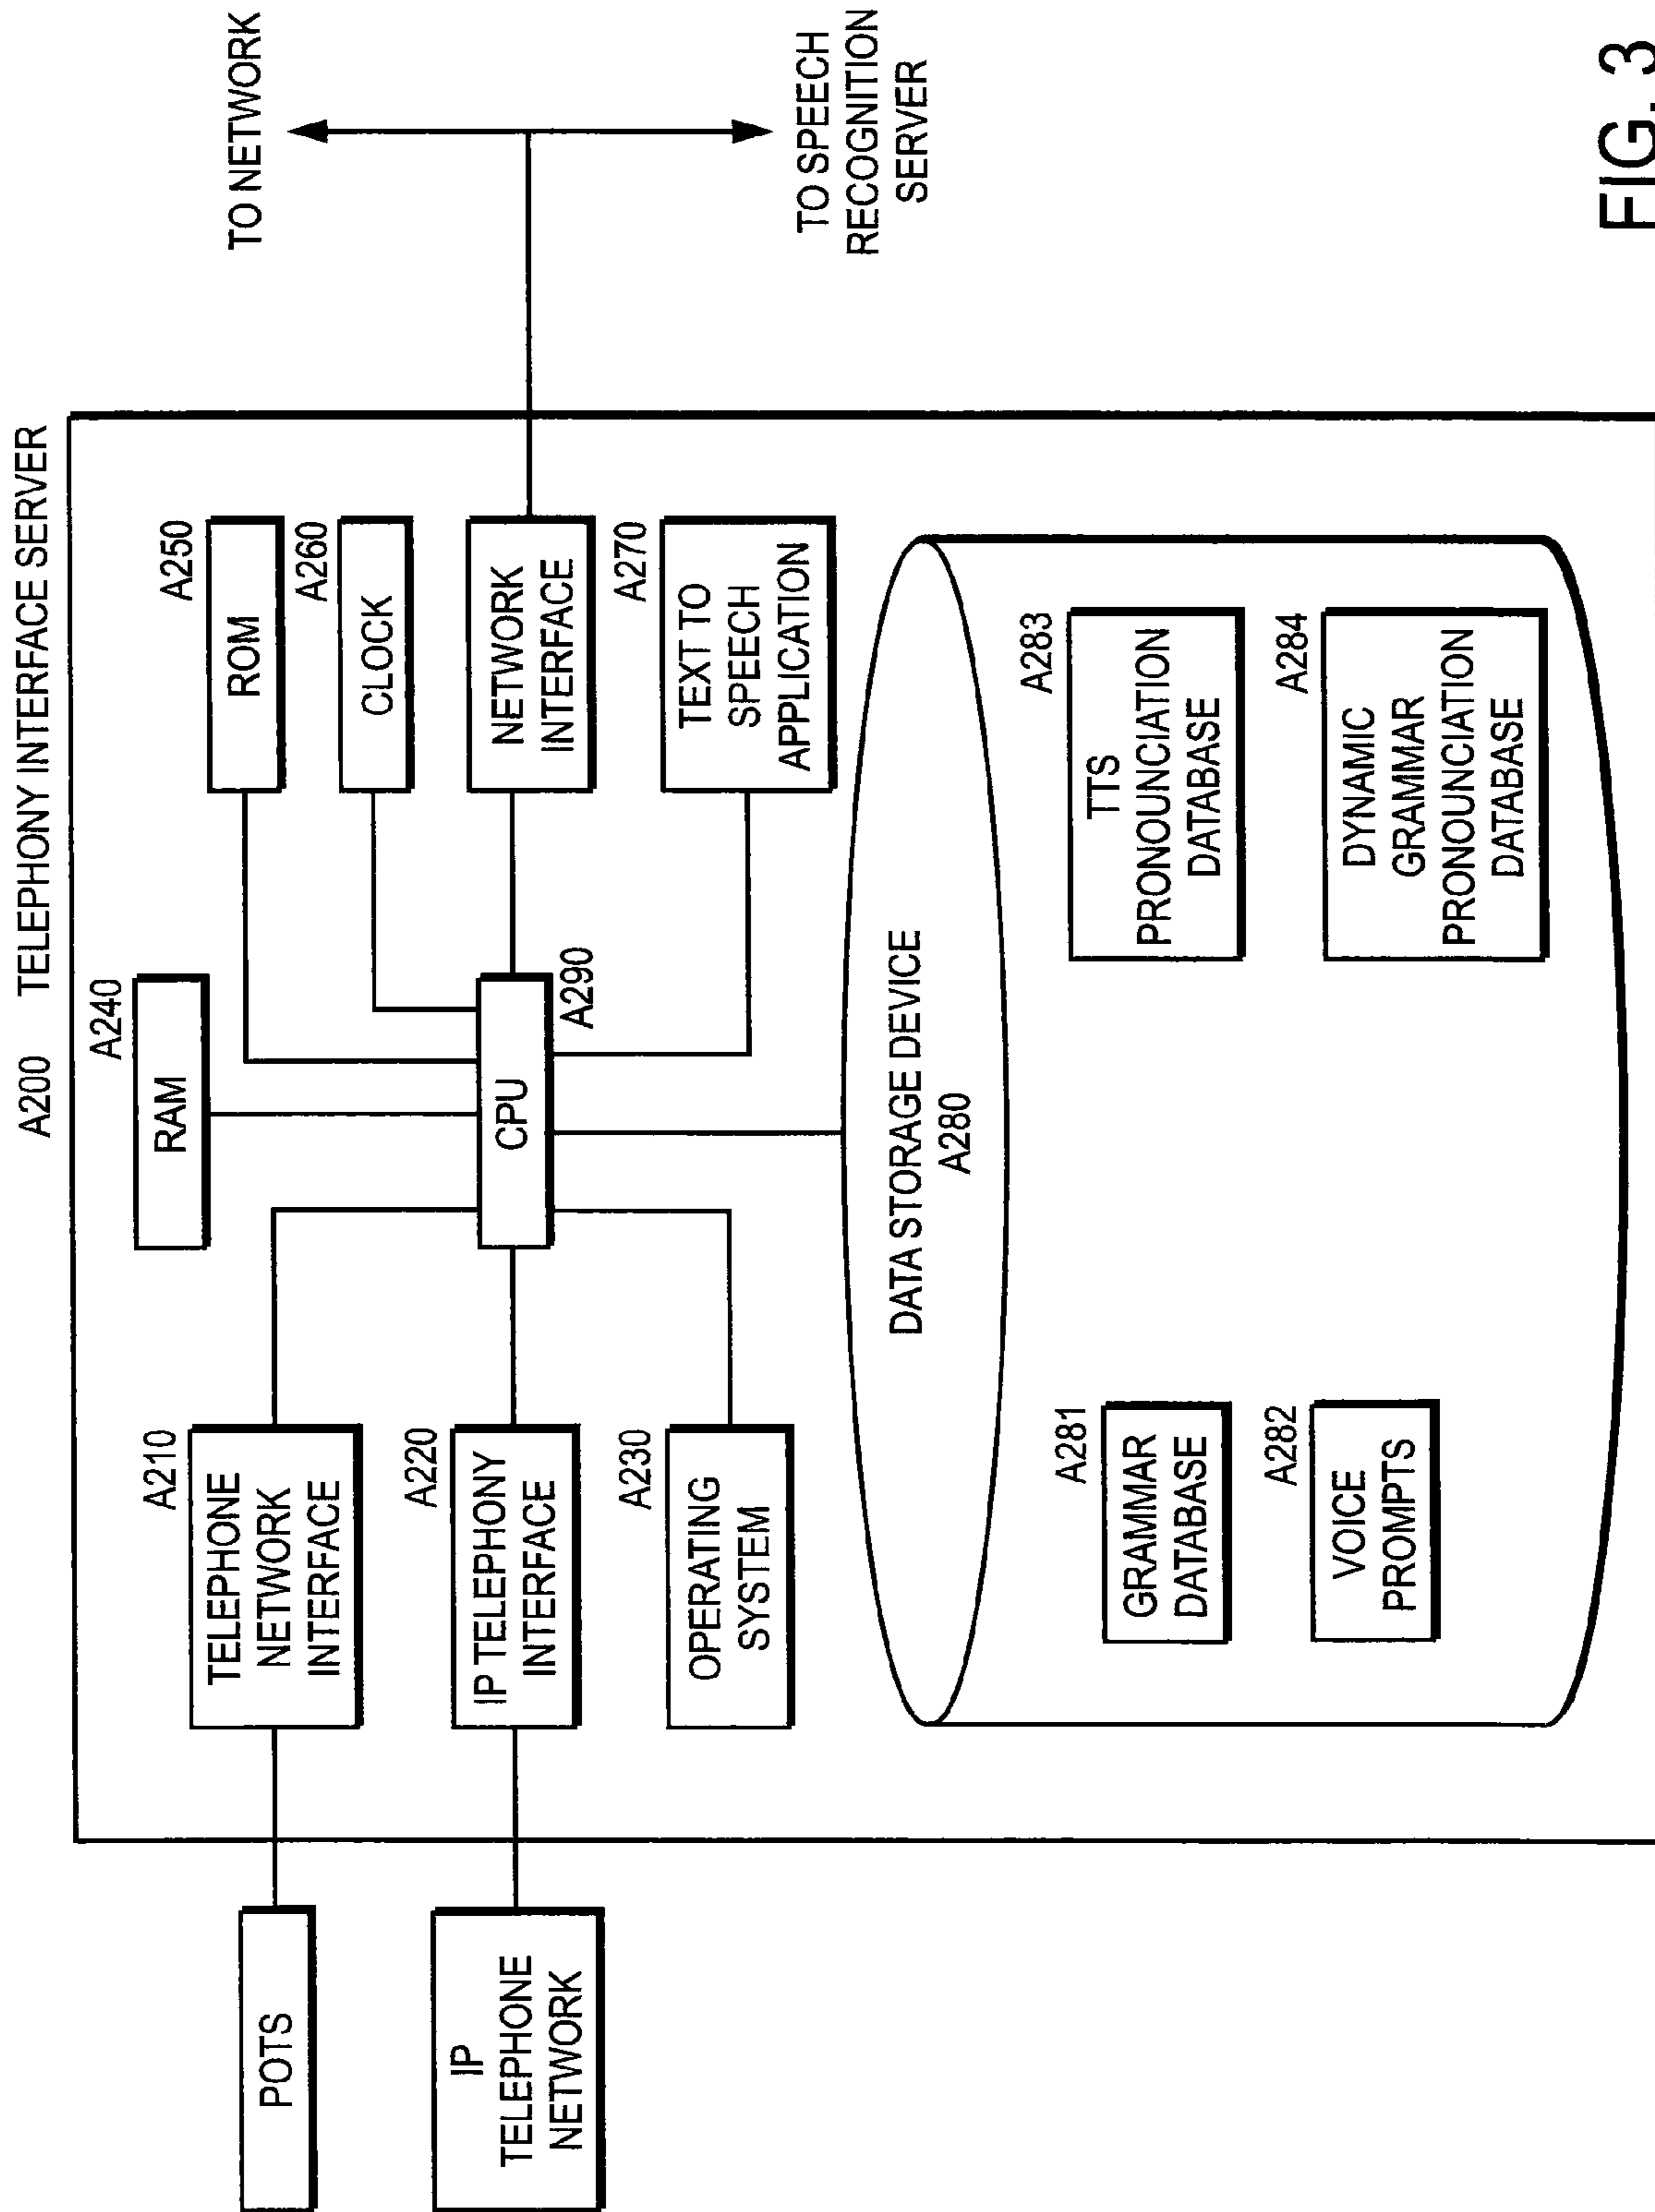 A200 TELEPHONY INTERFACE SERVER
POTS
IP
TELEPHONE
NETWORK
A210
TELEPHONE
NETWORK
INTERFACE
A220
IP TELEPHONY
INTERFACE
A230
OPERATING
SYSTEM
A240
RAM
CPU
A290
A250
ROM
A260
CLOCK
NETWORK
INTERFACE
A270
TEXT TO
SPEECH
APPLICATION
DATA STORAGE DEVICE
A280
A281
GRAMMAR
DATABASE
A282
VOICE
PROMPTS
A283
TTS
PRONOUNCIATION
DATABASE
A284
DYNAMIC
GRAMMAR
PRONOUNCIATION
DATABASE
TO NETWORK
TO SPEECH
RECOGNITION
SERVER
FIG. 3